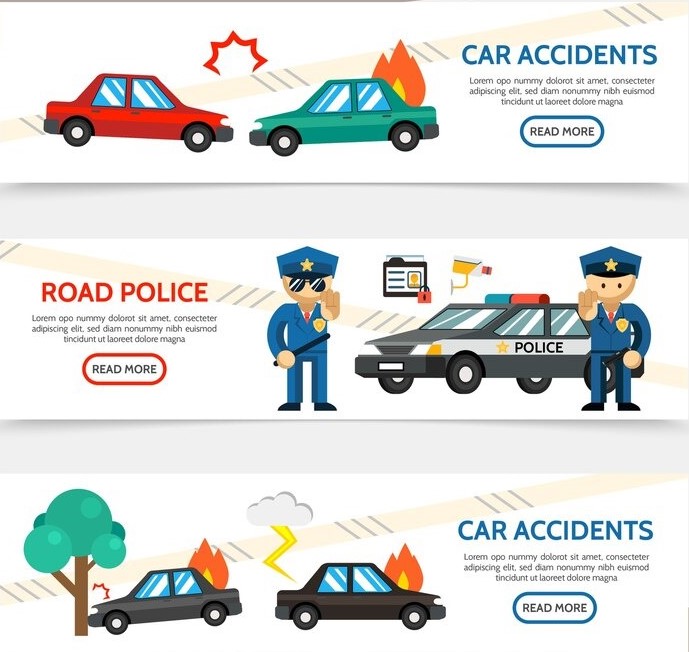 CAR ACCIDENTS
Lorem opo nummy dolorot sit amet, consecteter
adipiscing elit, sed diam nonummy nibh euismod
tincidunt ut laoreet dolore magna
READ MORE
ROAD POLICE
Lorem opo nummy dolorot sit amet, consecteter
adipiscing elit, sed diam nonummy nibh euismod
tincidunt ut laoreet dolore magna
READ MORE
POLICE
CAR ACCIDENTS
Lorem opo nummy dolorot sit amet, consecteter
adipiscing elit, sed diam nonummy nibh euismod
tincidunt ut laoreet dolore magna
READ MORE